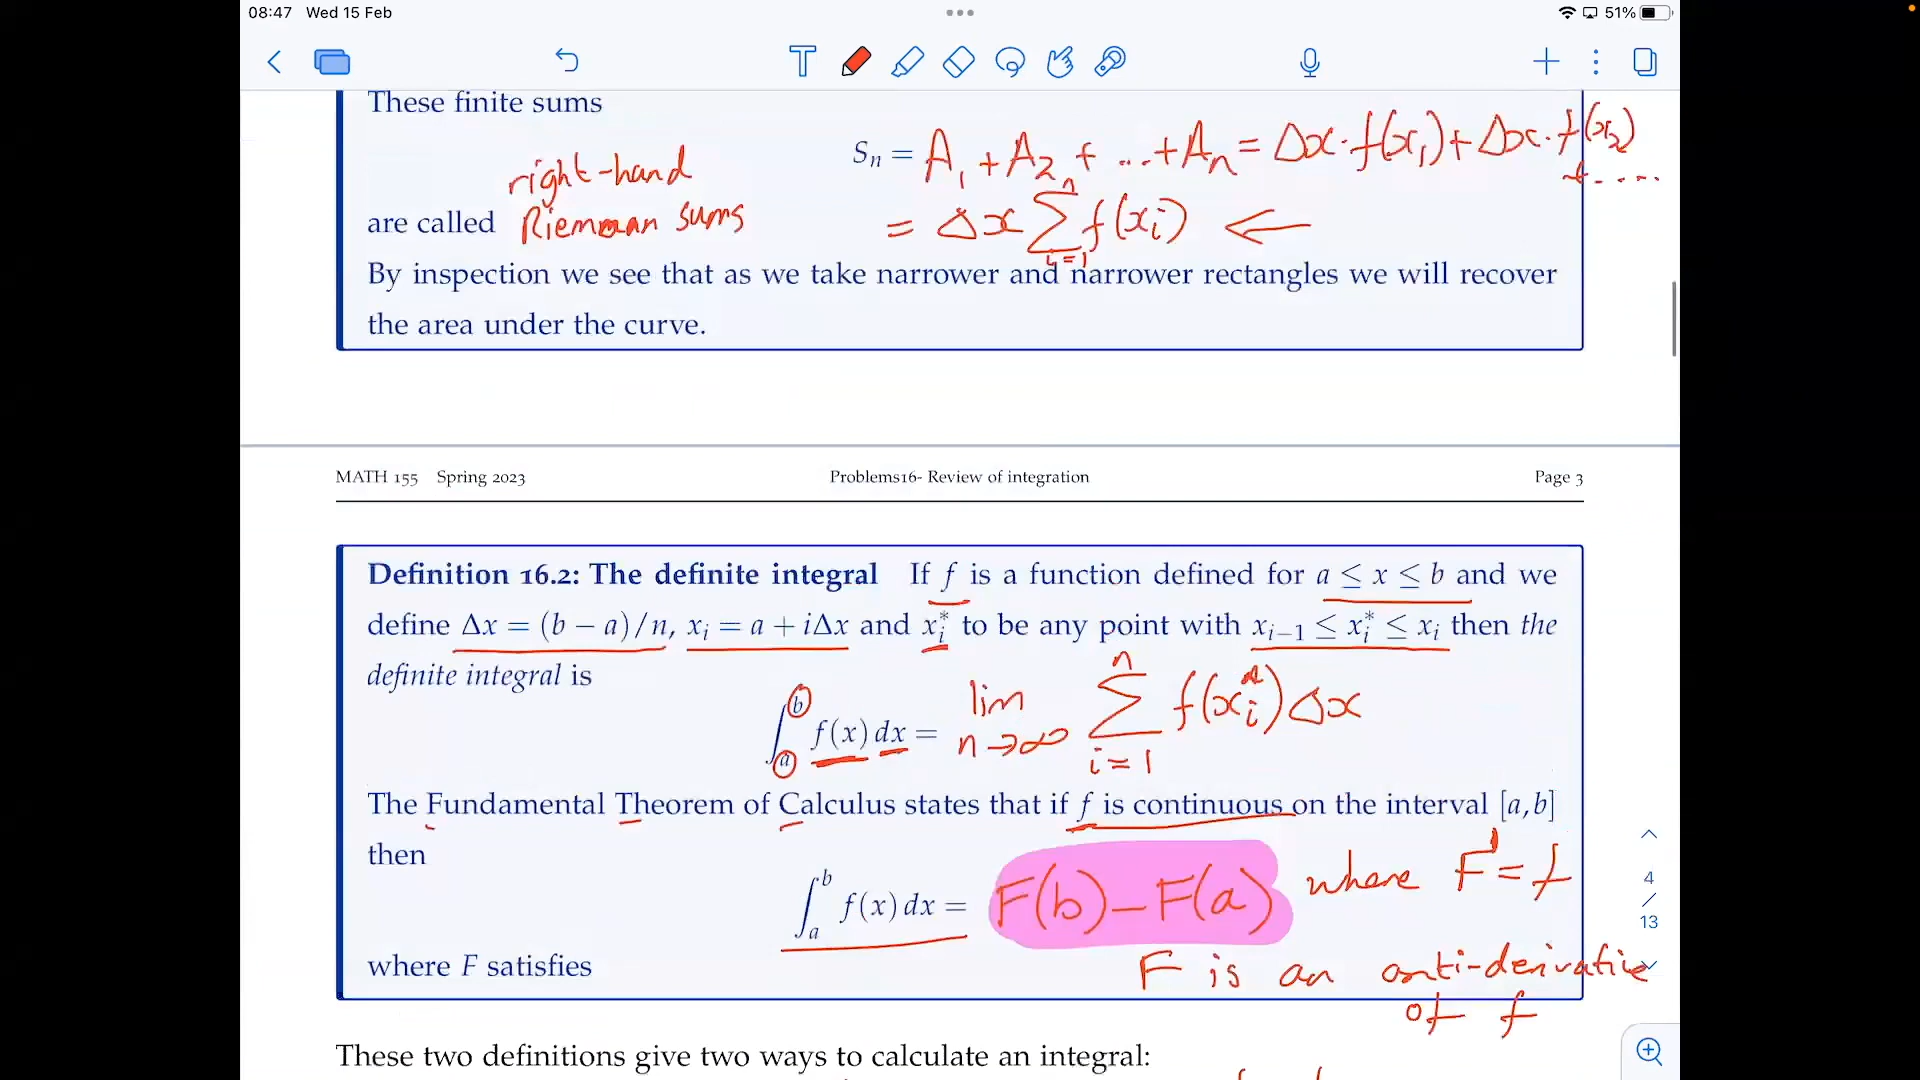 08:47 Wed 15 Feb
51%
These finite sums
Sₙ = A₁ + A₂ + ... + Aₙ = Δx · f(x₁) + Δx · f(x₂)
+ ....
right-hand
are called Riemman sums
= Δx ∑ᵢ₌₁ⁿ f(xᵢ) ⇐
By inspection we see that as we take narrower and narrower rectangles we will recover
the area under the curve.
MATH 155 Spring 2023 Problems16- Review of integration Page 3
Definition 16.2: The definite integral If f is a function defined for a ≤ x ≤ b and we
define Δx = (b − a)/n, xᵢ = a + iΔx and xᵢ* to be any point with xᵢ₋₁ ≤ xᵢ* ≤ xᵢ then the
definite integral is
∫ₐᵇ f(x) dx = lim n→∞ ∑ᵢ₌₁ⁿ f(xᵢ*) Δx
The Fundamental Theorem of Calculus states that if f is continuous on the interval [a, b]
then
∫ₐᵇ f(x) dx = F(b) − F(a) where F' = f
where F satisfies
F is an anti-derivative
of f
4
/
13
These two definitions give two ways to calculate an integral: